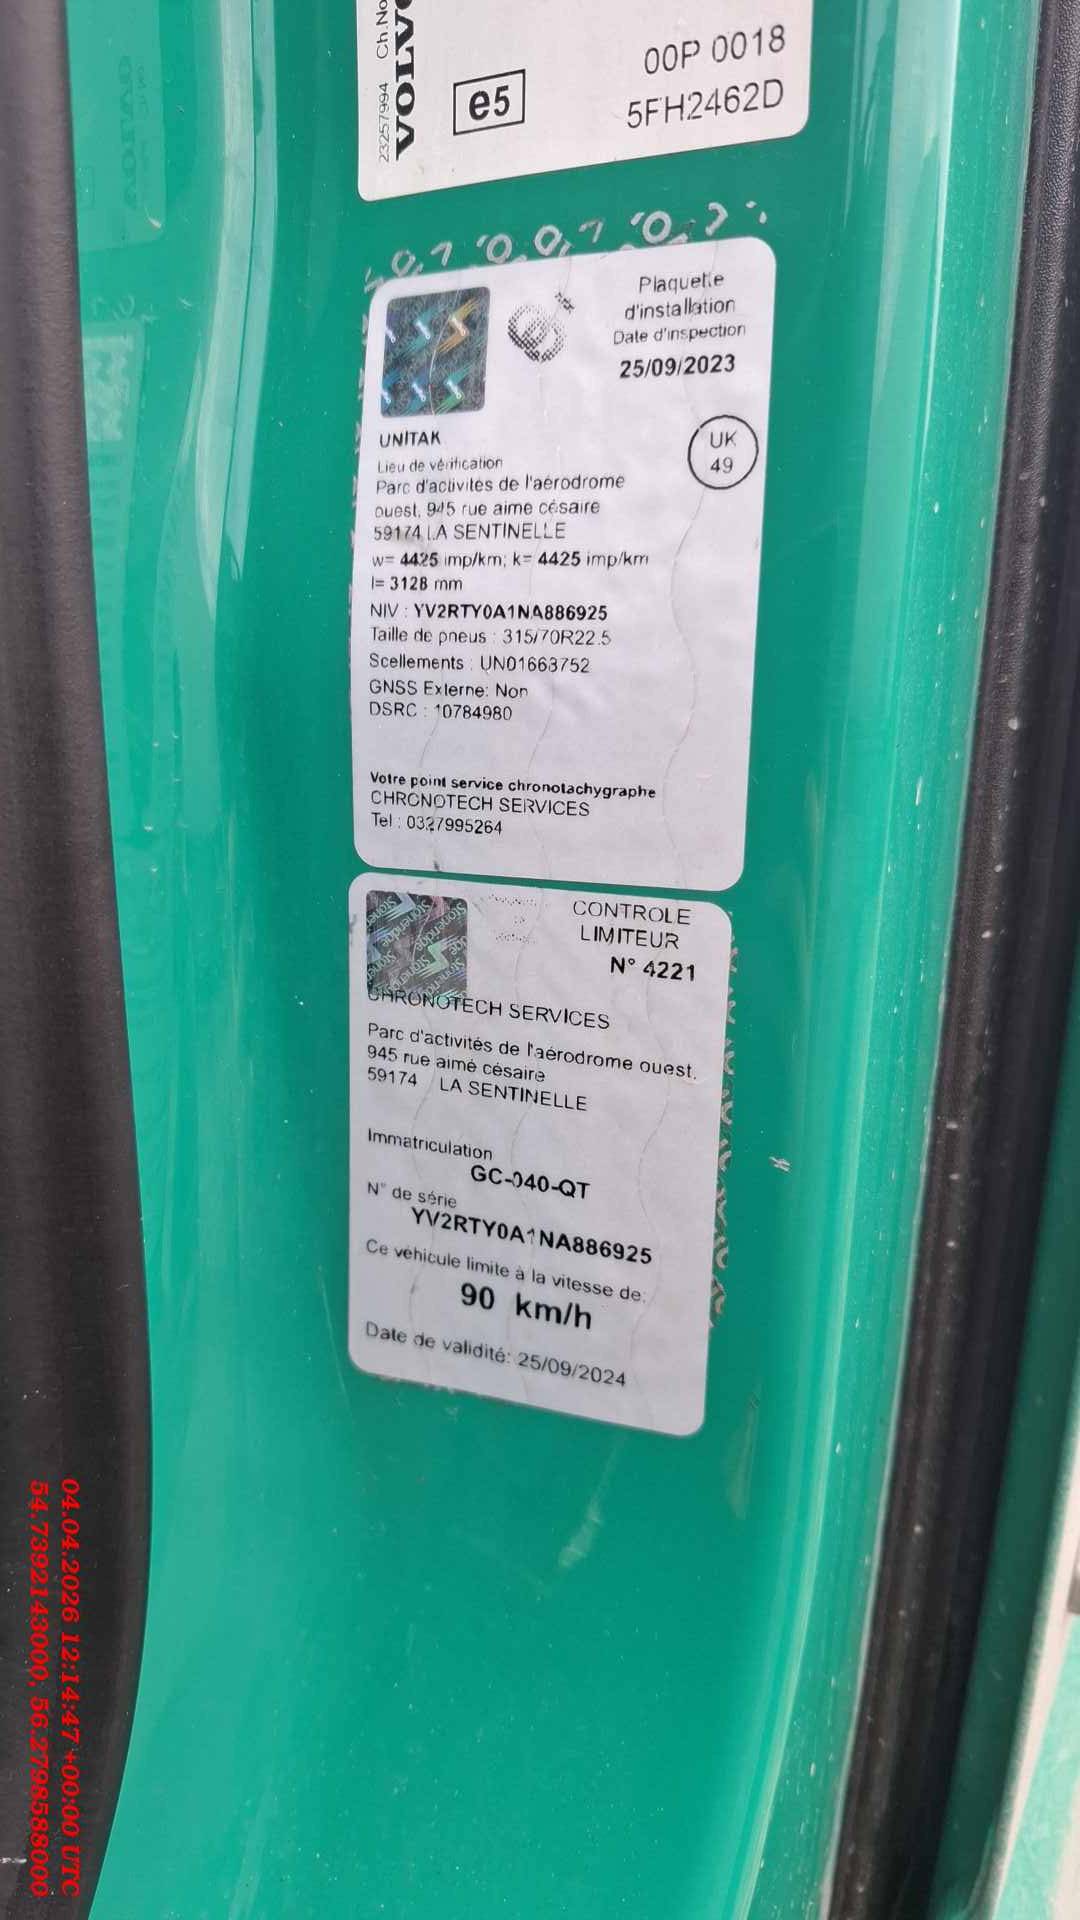 23257994 Ch.No
VOLVO
e5
00P 0018
5FH2462D
Plaquette
d'installation
Date d'inspection
25/09/2023
UNITAK
UK
49
Lieu de vérification
Parc d'activités de l'aérodrome
ouest, 945 rue aime césaire
59174 LA SENTINELLE
w= 4425 imp/km; k= 4425 imp/km
l= 3128 mm
NIV : YV2RTY0A1NA886925
Taille de pneus : 315/70R22.5
Scellements : UN01663752
GNSS Externe: Non
DSRC : 10784980
Votre point service chronotachygraphe
CHRONOTECH SERVICES
Tel : 0327995264
Stoneridge
CONTROLE
LIMITEUR
N° 4221
CHRONOTECH SERVICES
Parc d'activités de l'aérodrome ouest,
945 rue aimé césaire
59174 LA SENTINELLE
Immatriculation
GC-040-QT
N° de série
YV2RTY0A1NA886925
Ce véhicule limite à la vitesse de:
90 km/h
Date de validité: 25/09/2024
04.04.2026 12:14:47 +00:00 UTC
54.7392143000, 56.2798588000